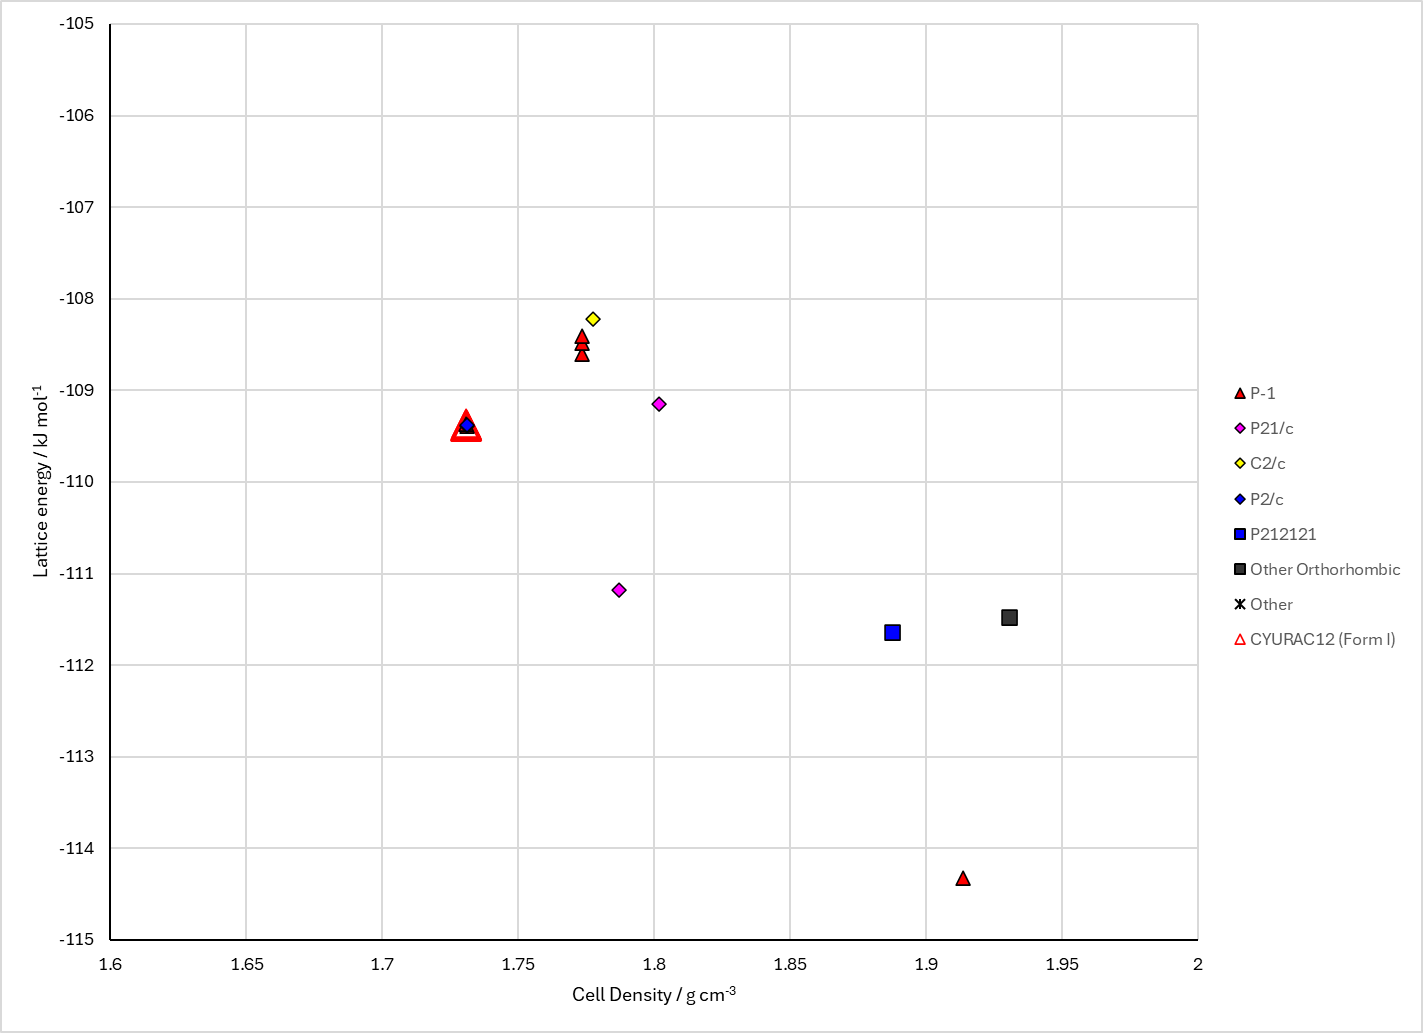 -105
-106
-107
-108
-109
-110
-111
-112
-113
-114
-115
1.6 1.65 1.7 1.75 1.8 1.85 1.9 1.95 2
Lattice energy / kJ mol-1
Cell Density / g cm-3
P-1
P21/c
C2/c
P2/c
P212121
Other Orthorhombic
Other
CYURAC12 (Form I)